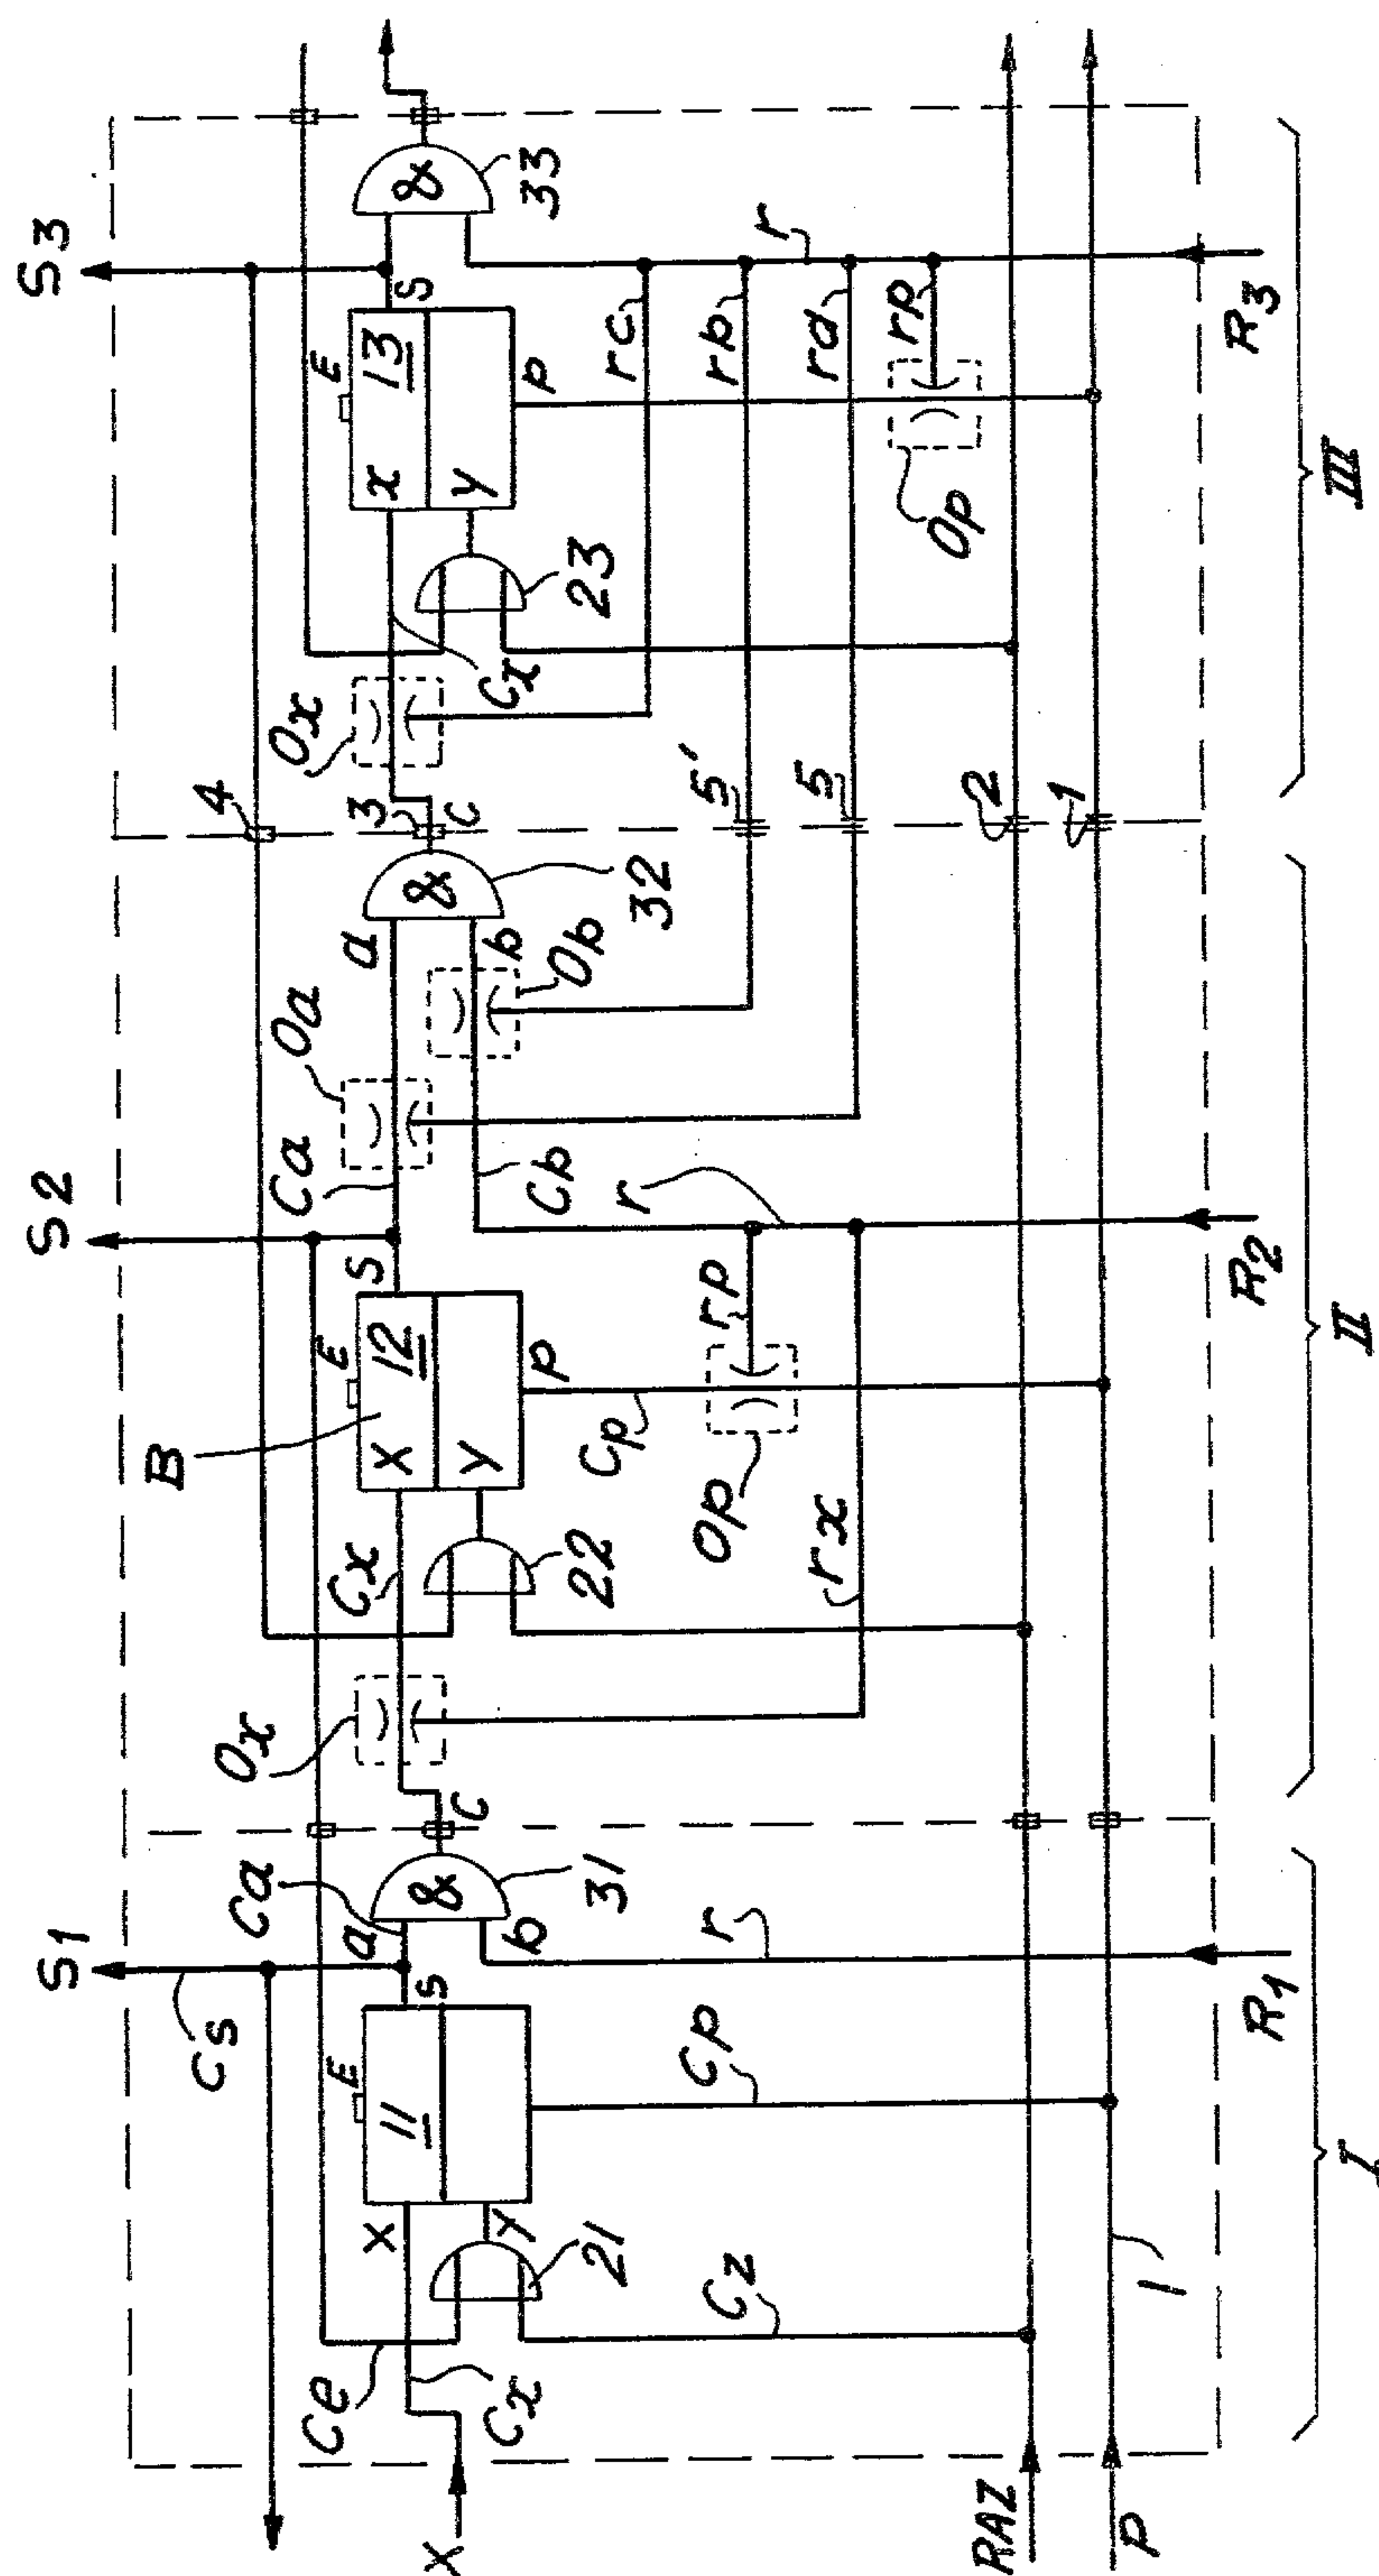 S1
S2
S3
Cs
Ca
B
Ca
Oa
4
Ce
X
E
11
s
a
&
31
C
Ox
Cx
X
E
12
S
a
&
32
3
C
Ox
x
E
13
S
&
33
Cx
Y
21
b
Y
22
p
Cb
b
Ob
Cx
y
23
p
Cz
Cp
r
Op
Cp
rp
r
5'
rc
rb
rx
5
rd
r
Op
rp
X
RAZ
P
1
2
1
R1
R2
R3
I
II
III